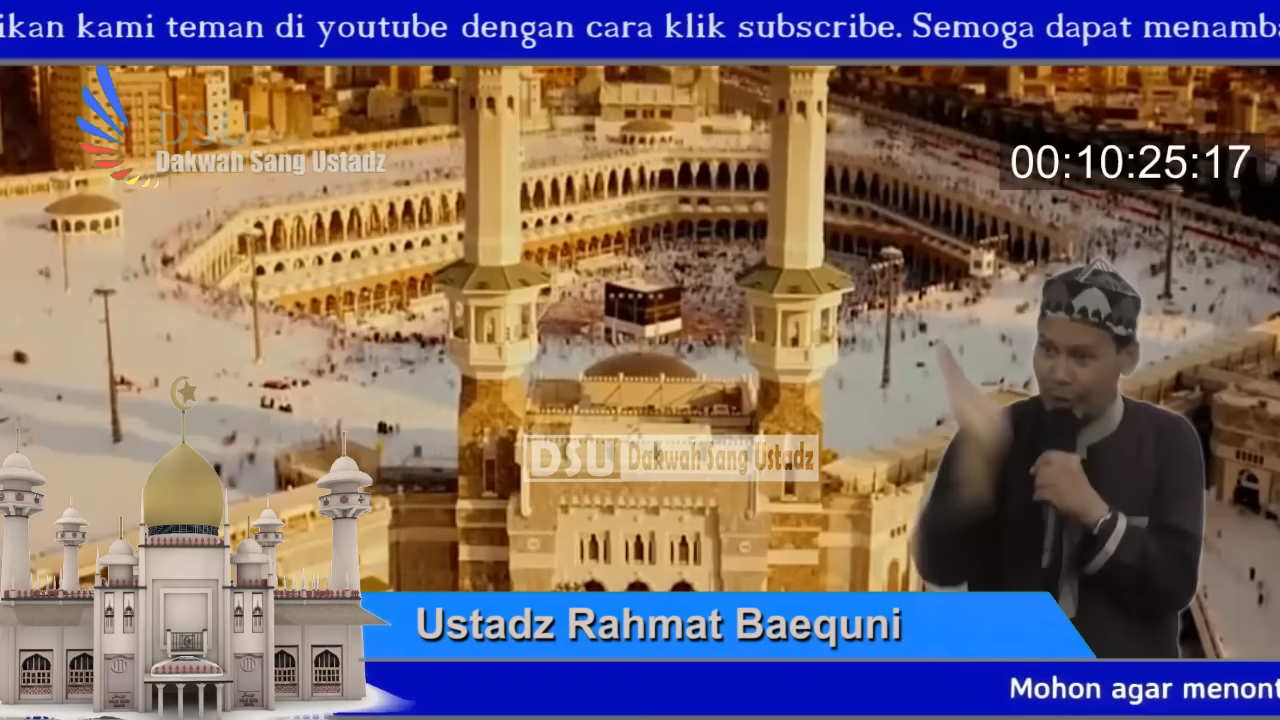 ikan kami teman di youtube dengan cara klik subscribe. Semoga dapat menamba
DSU
Dakwah Sang Ustadz
00:10:25:17
DSU Dakwah Sang Ustadz
Ustadz Rahmat Baequni
Mohon agar menont